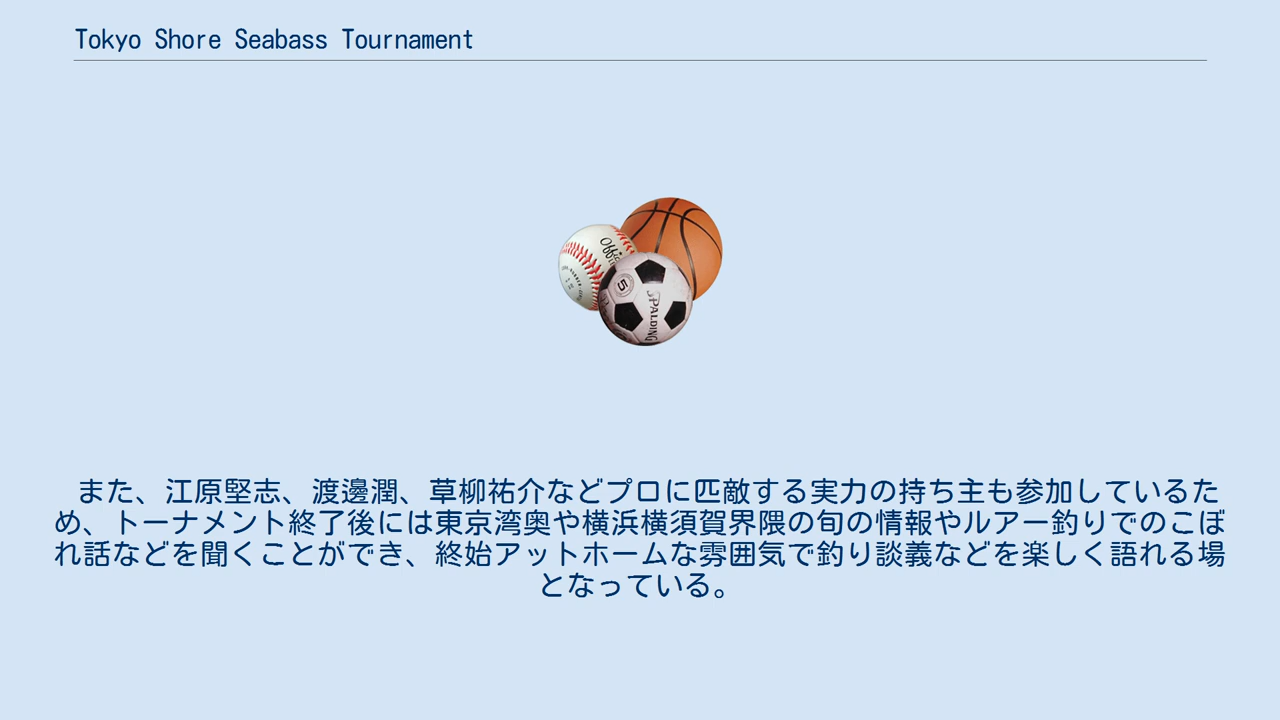 Tokyo Shore Seabass Tournament
Offi
5
SPALDING
また、江原堅志、渡邊潤、草柳祐介などプロに匹敵する実力の持ち主も参加しているた
め、トーナメント終了後には東京湾奥や横浜横須賀界隈の旬の情報やルアー釣りでのこぼ
れ話などを聞くことができ、終始アットホームな雰囲気で釣り談義などを楽しく語れる場
となっている。